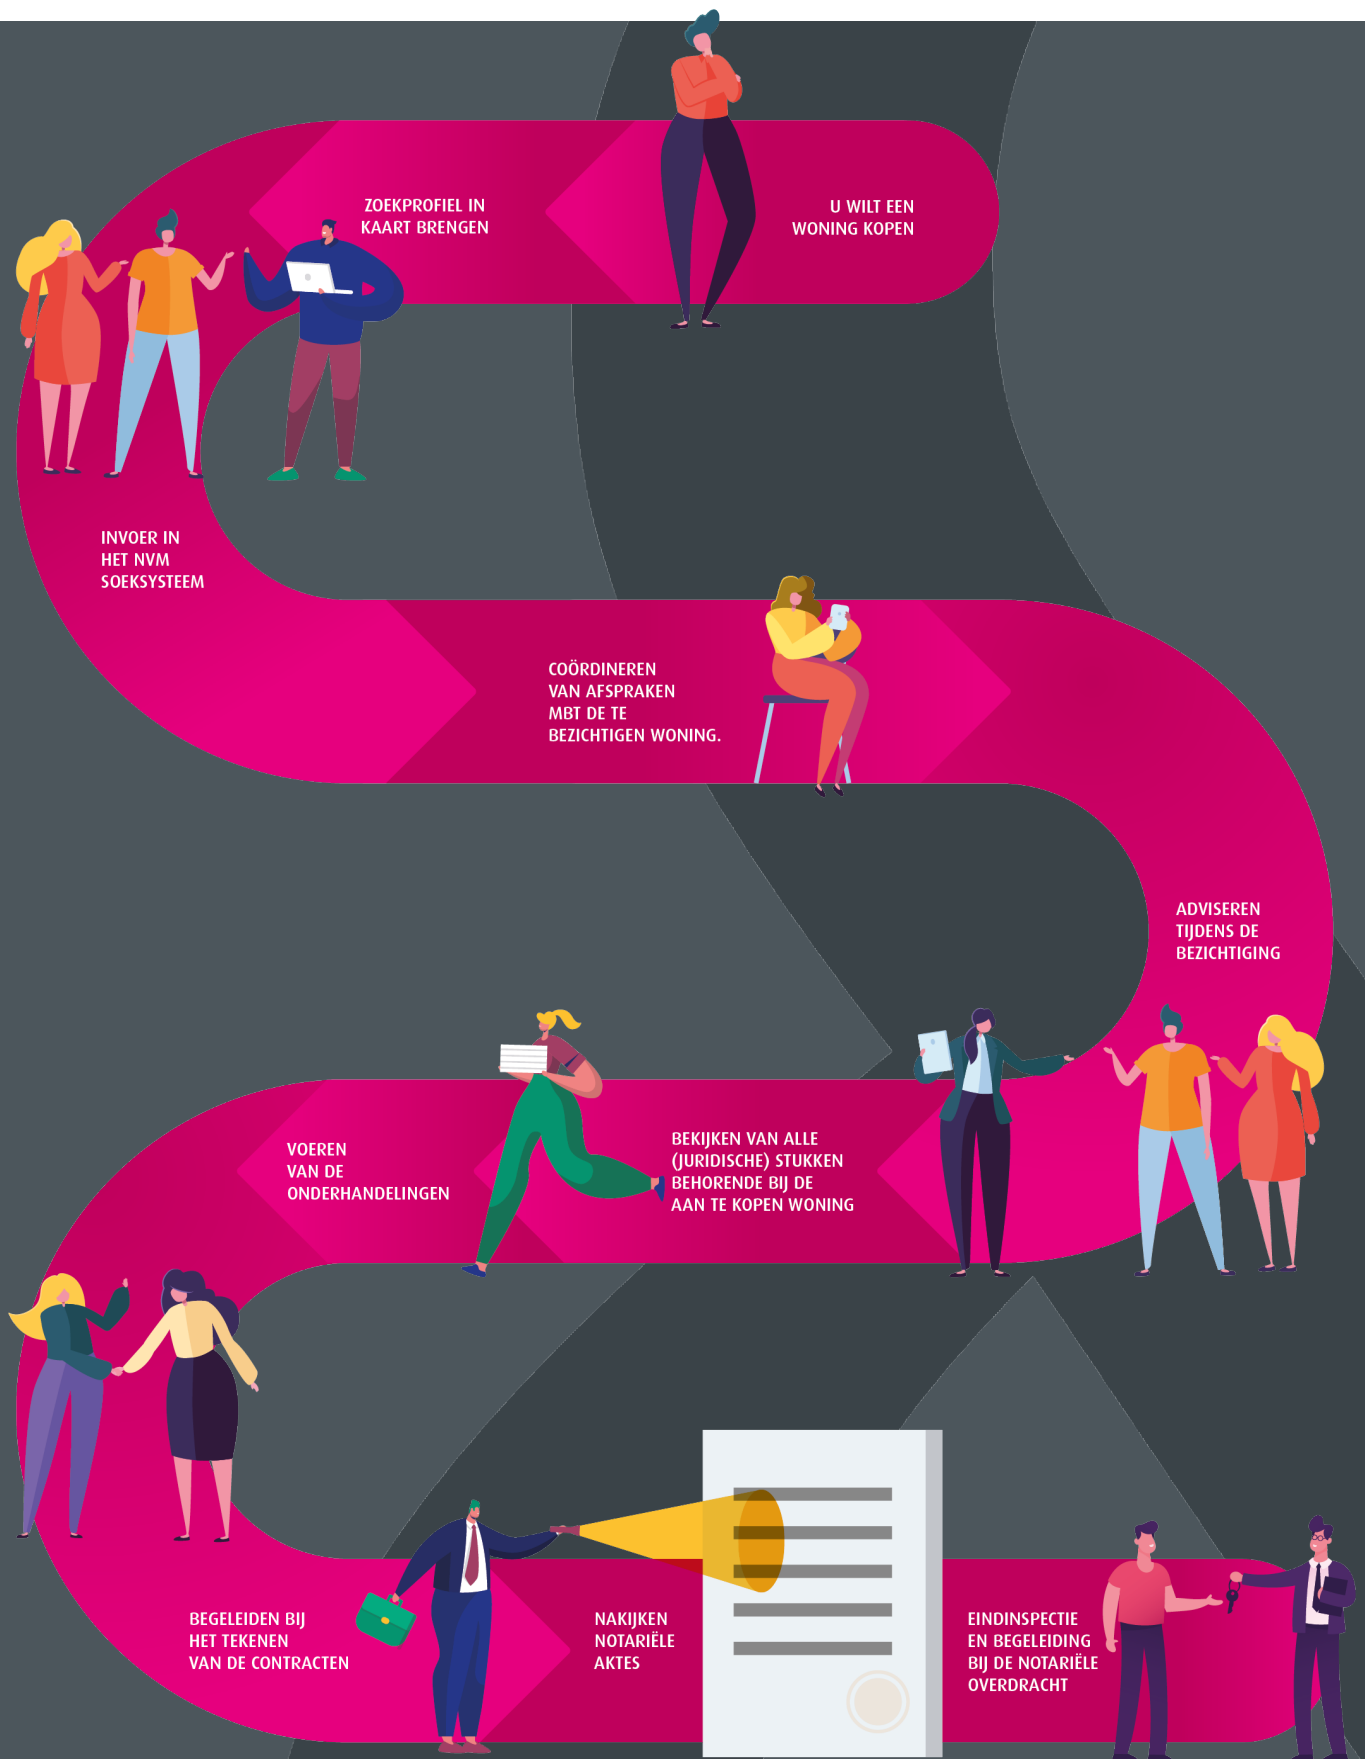 U WILT EEN
WONING KOPEN
ZOEKPROFIEL IN
KAART BRENGEN
INVOER IN
HET NVM
SOEKSYSTEEM
COÖRDINEREN
VAN AFSPRAKEN
MBT DE TE
BEZICHTIGEN WONING.
ADVISEREN
TIJDENS DE
BEZICHTIGING
BEKIJKEN VAN ALLE
(JURIDISCHE) STUKKEN
BEHORENDE BIJ DE
AAN TE KOPEN WONING
VOEREN
VAN DE
ONDERHANDELINGEN
BEGELEIDEN BIJ
HET TEKENEN
VAN DE CONTRACTEN
NAKIJKEN
NOTARIËLE
AKTES
EINDINSPECTIE
EN BEGELEIDING
BIJ DE NOTARIËLE
OVERDRACHT